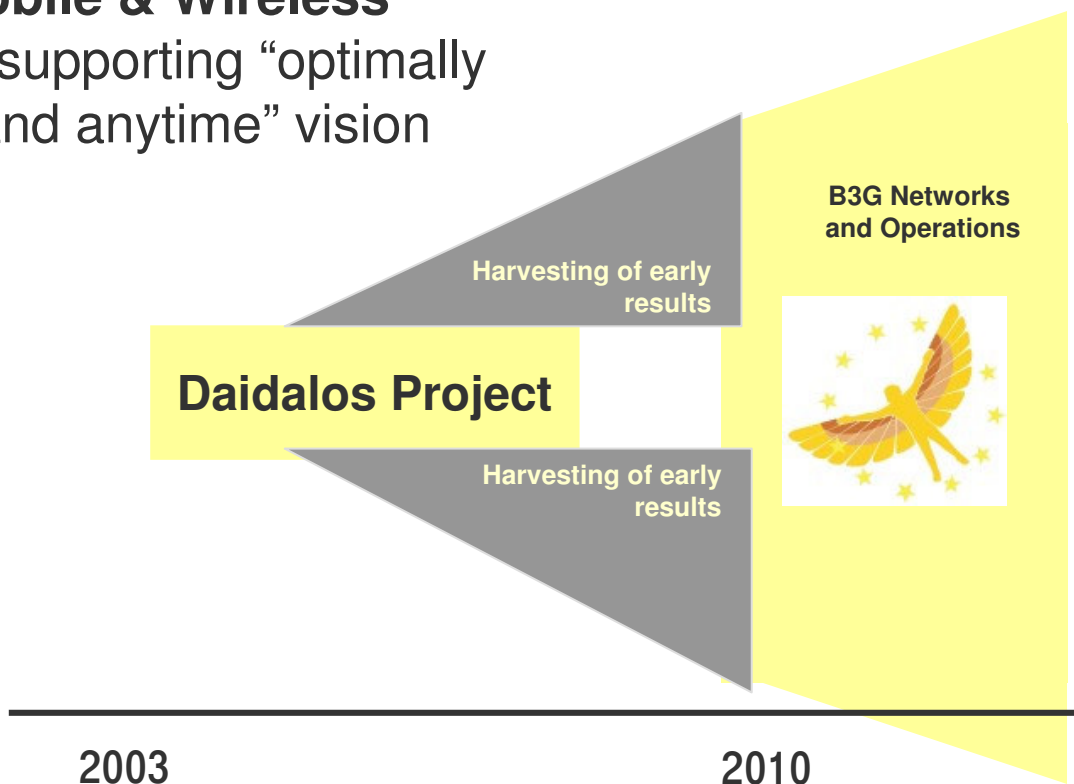 & Wireless
supporting “optimally
anytime” vision
B3G Networks
and Operations
Harvesting of early
results
Daidalos Project
Harvesting of early
results
2003
2010